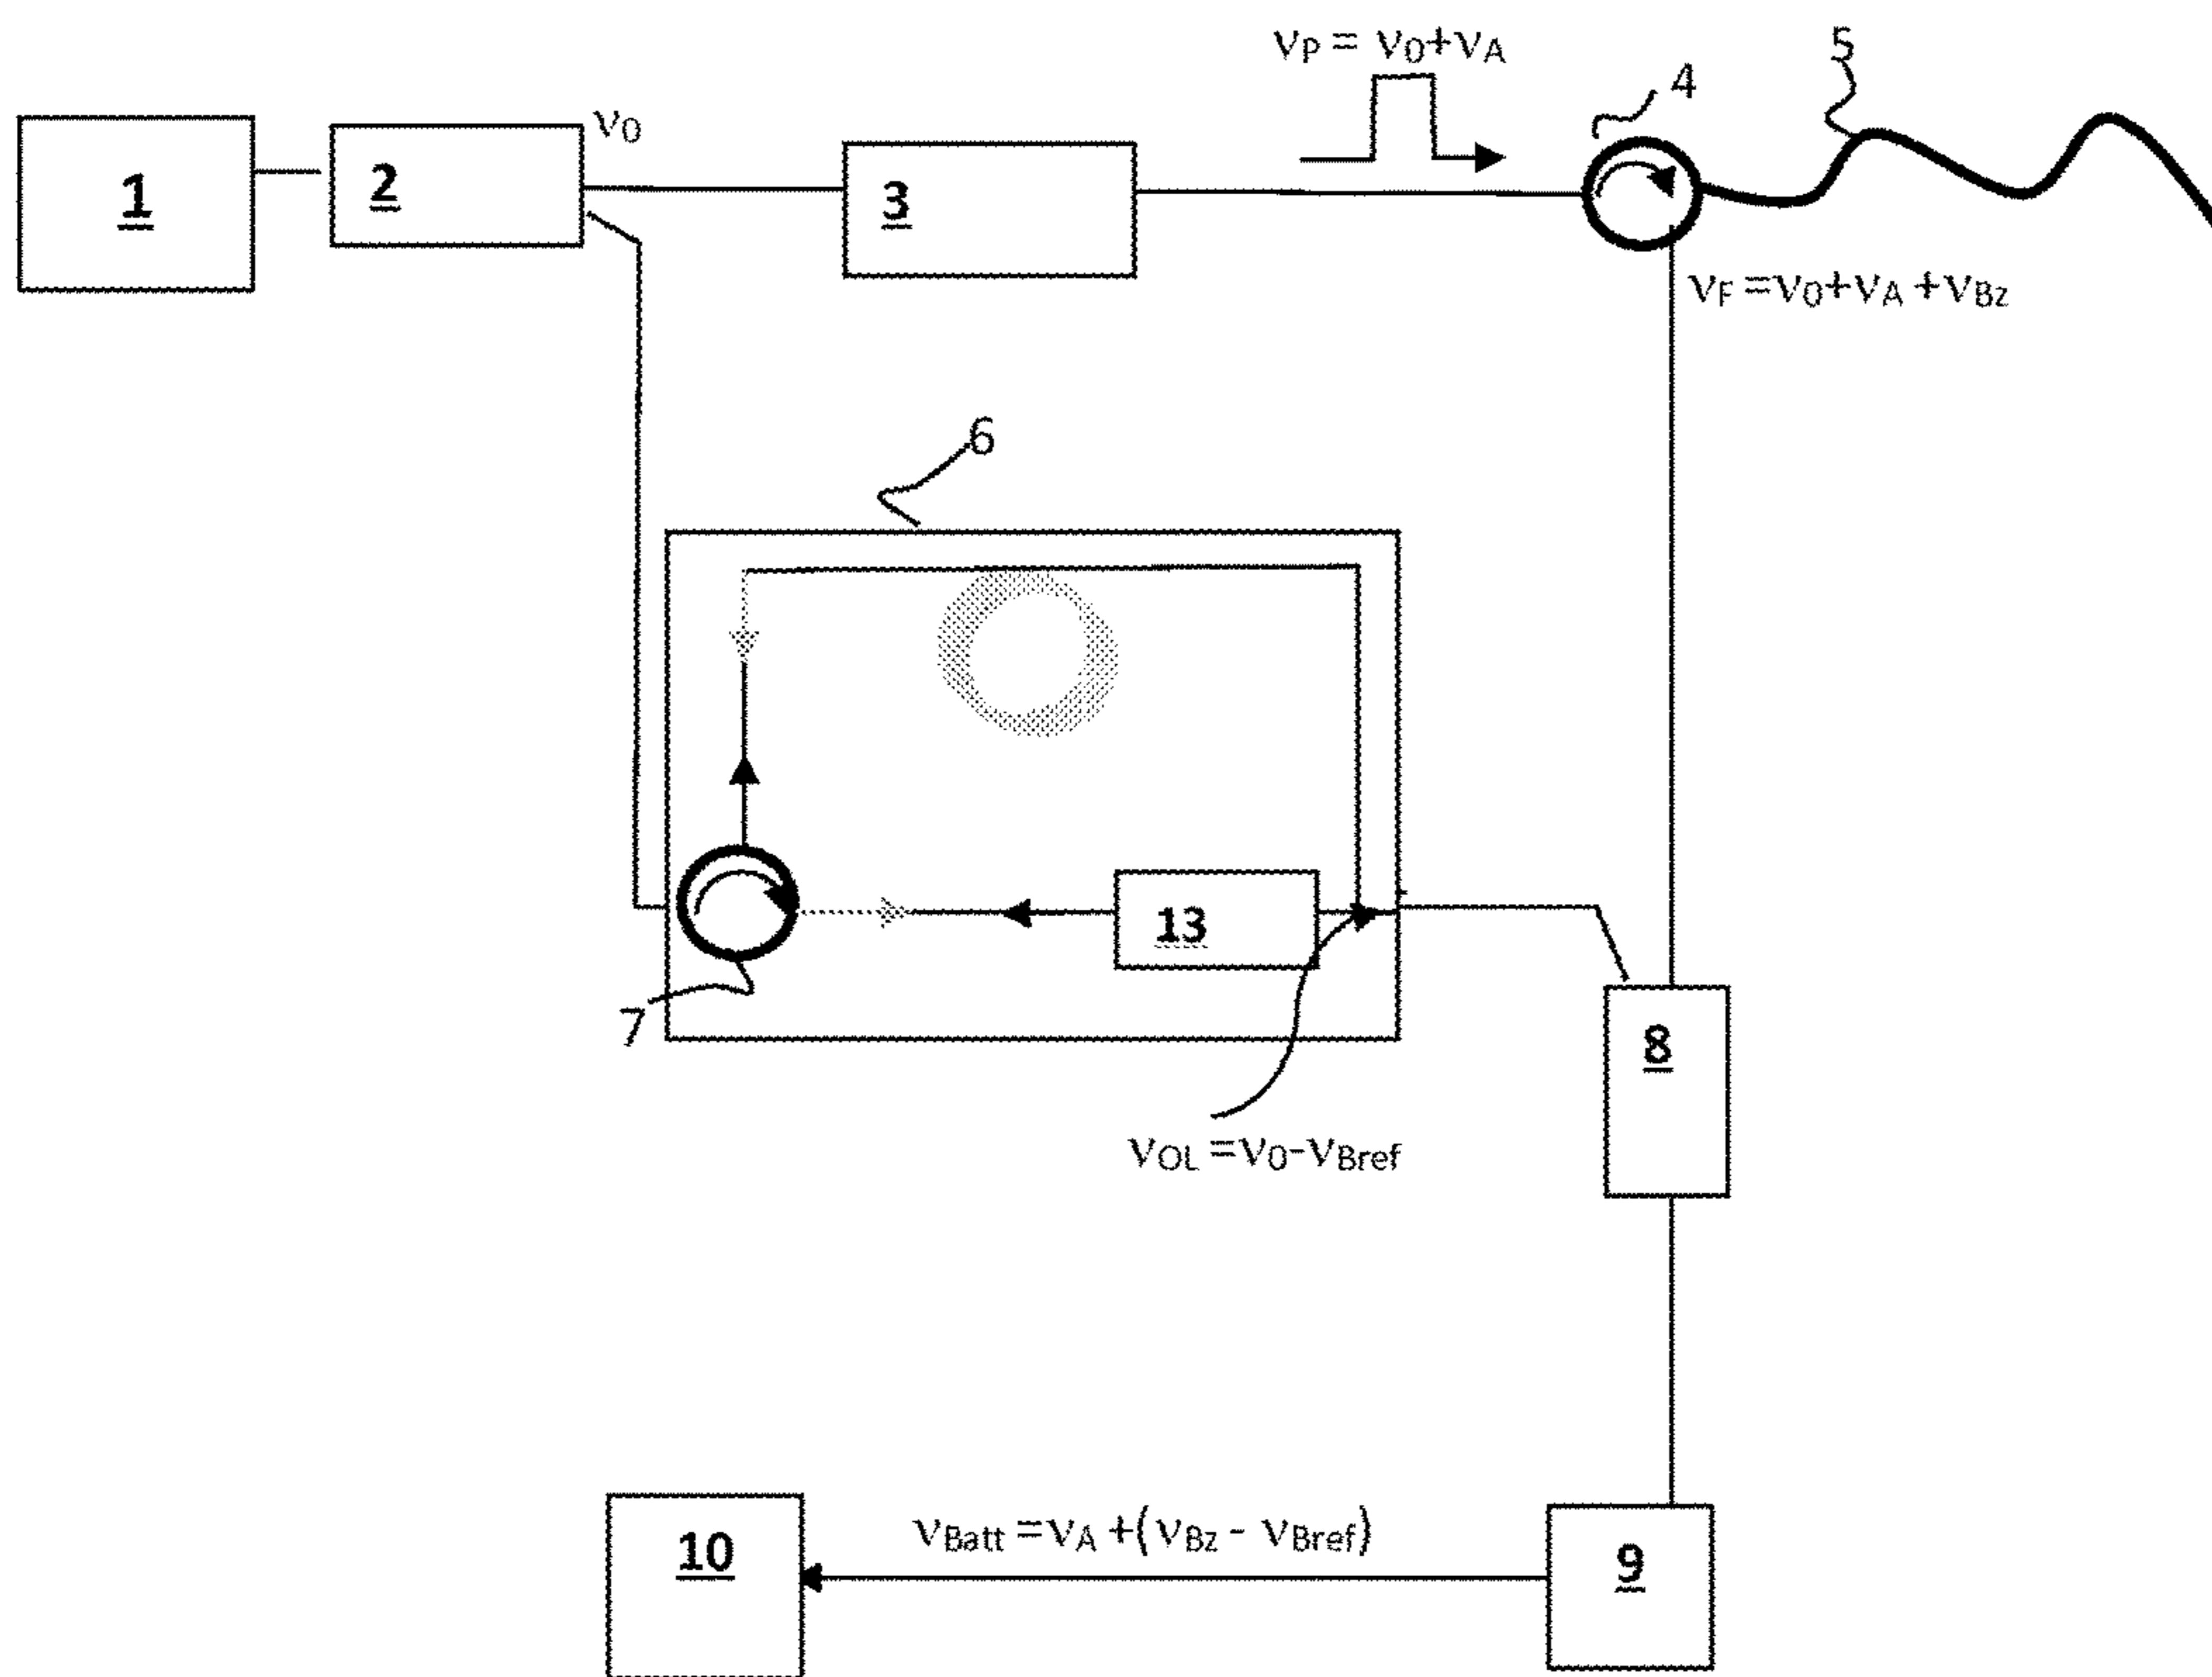 νP = ν0+νA
5
4
1
2
ν0
3
νF =ν0+νA +νBz
6
13
7
8
νOL =ν0-νBref
νBatt =νA +(νBz - νBref)
10
9